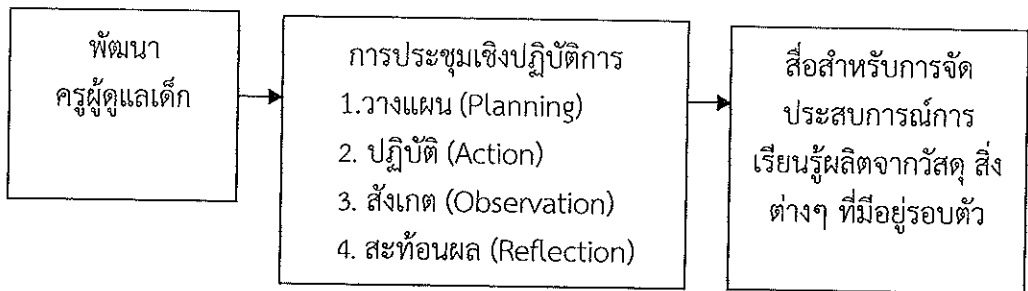 พัฒนา
ครูผู้ดูแลเด็ก
การประชุมเชิงปฏิบัติการ
1.วางแผน (Planning)
2. ปฏิบัติ (Action)
3. สังเกต (Observation)
4. สะท้อนผล (Reflection)
สื่อสำหรับการจัด
ประสบการณ์การ
เรียนรู้ผลิตจากวัสดุ สิ่ง
ต่างๆ ที่มีอยู่รอบตัว